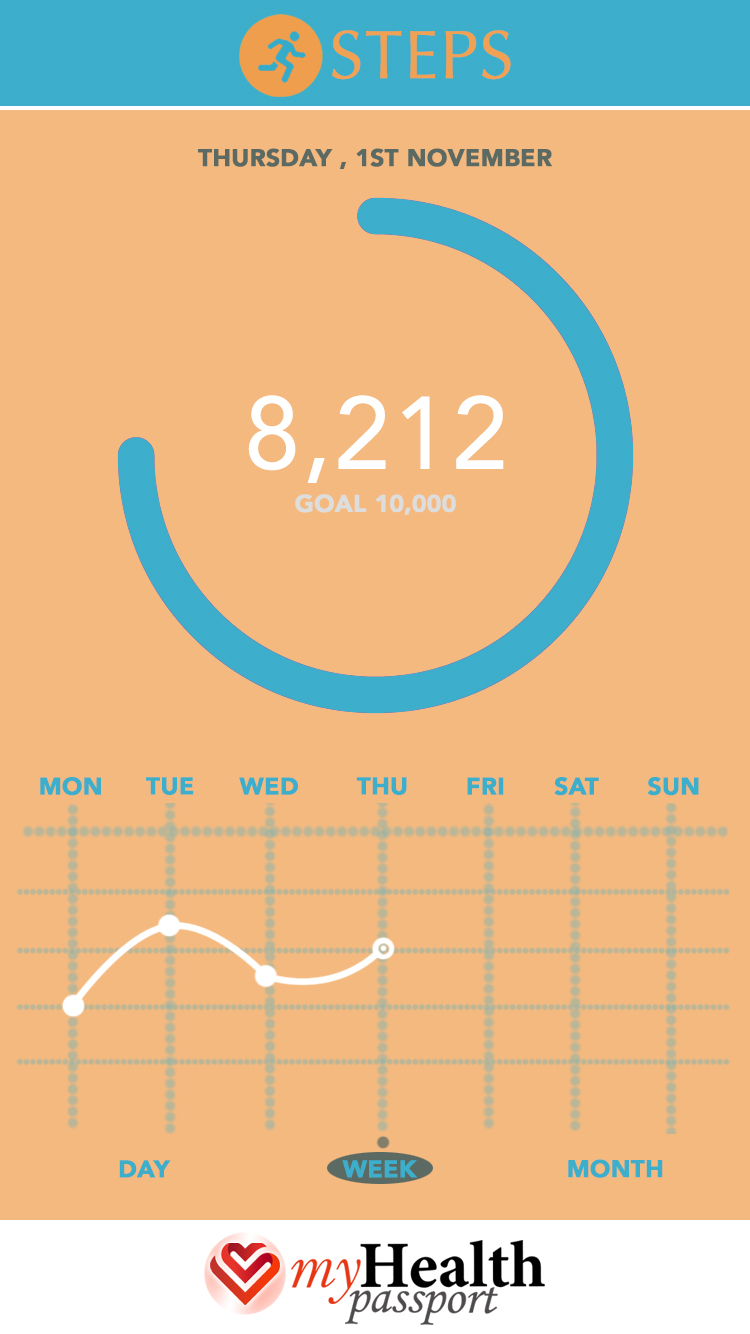 STEPS
THURSDAY , 1ST NOVEMBER
8,212
GOAL 10,000
MON TUE WED THU FRI SAT SUN
DAY WEEK MONTH
myHealth
passport